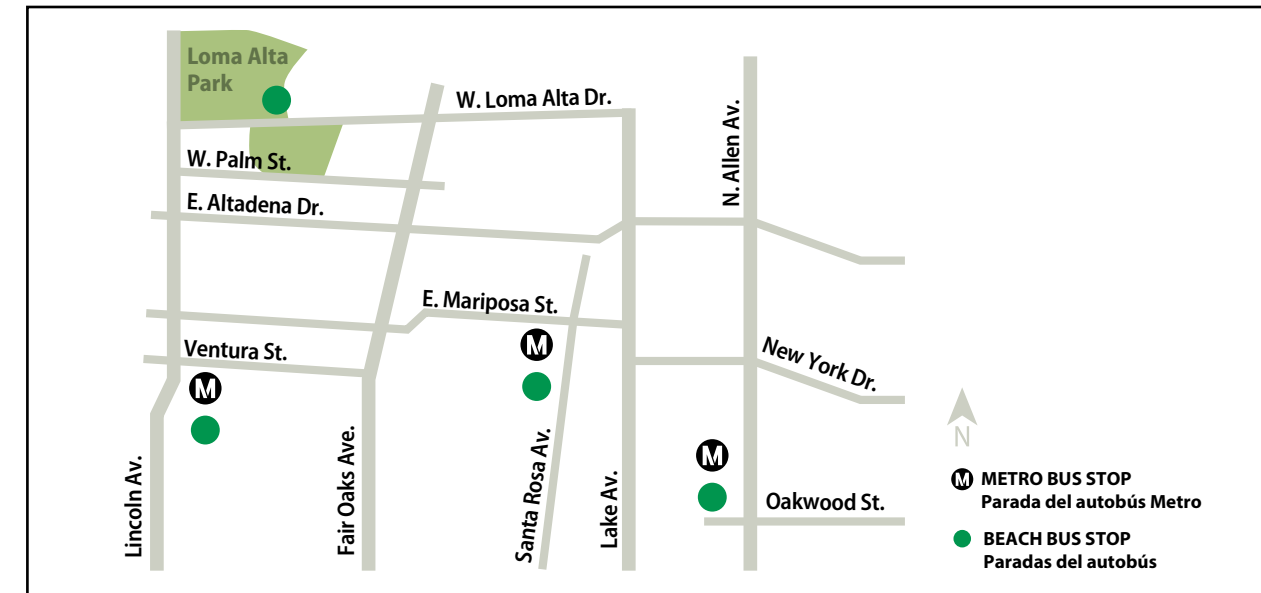 Loma Alta
Park
W. Loma Alta Dr.
N. Allen Av.
W. Palm St.
E. Altadena Dr.
E. Mariposa St.
M
Ventura St.
New York Dr.
M
M
N
Lincoln Av.
Fair Oaks Ave.
Santa Rosa Av.
Lake Av.
Oakwood St.
M METRO BUS STOP
Parada del autobús Metro
BEACH BUS STOP
Paradas del autobús